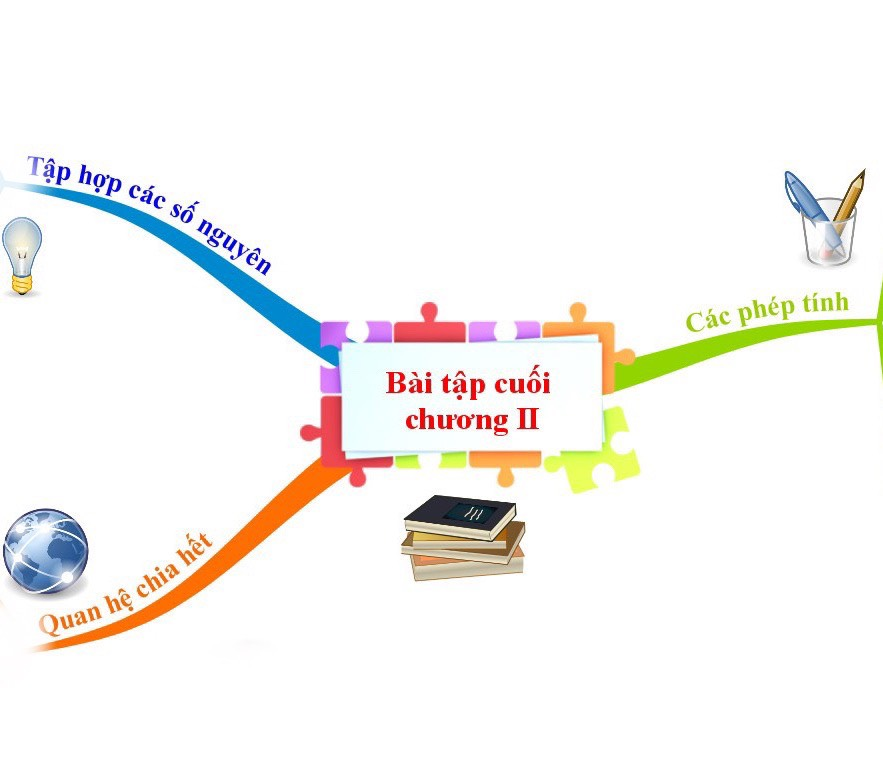 Tập hợp các số nguyên
Các phép tính
Bài tập cuối
chương II
Quan hệ chia hết